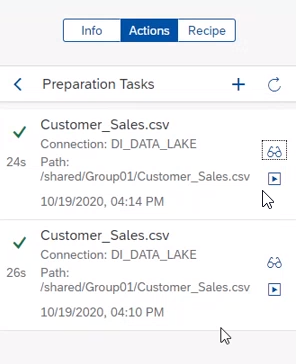 Info Actions Recipe
Preparation Tasks
Customer_Sales.csv
Connection: DI_DATA_LAKE
24s
Path:
/shared/Group01/Customer_Sales.csv
10/19/2020, 04:14 PM
Customer_Sales.csv
Connection: DI_DATA_LAKE
26s
Path:
/shared/Group01/Customer_Sales.csv
10/19/2020, 04:10 PM